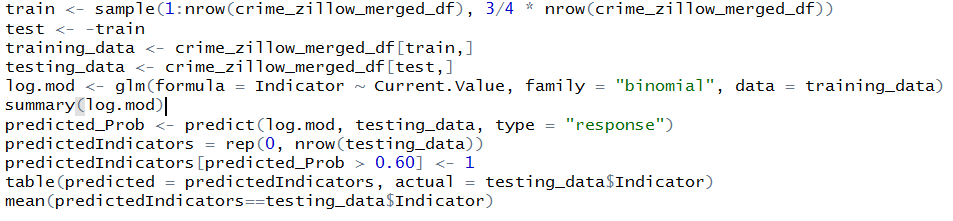 train <- sample(1:nrow(crime_zillow_merged_df), 3/4 * nrow(crime_zillow_merged_df))
test <- -train
training_data <- crime_zillow_merged_df[train,]
testing_data <- crime_zillow_merged_df[test,]
log.mod <- glm(formula = Indicator ~ Current.Value, family = "binomial", data = training_data)
summary(log.mod)
predicted_Prob <- predict(log.mod, testing_data, type = "response")
predictedIndicators = rep(0, nrow(testing_data))
predictedIndicators[predicted_Prob > 0.60] <- 1
table(predicted = predictedIndicators, actual = testing_data$Indicator)
mean(predictedIndicators==testing_data$Indicator)